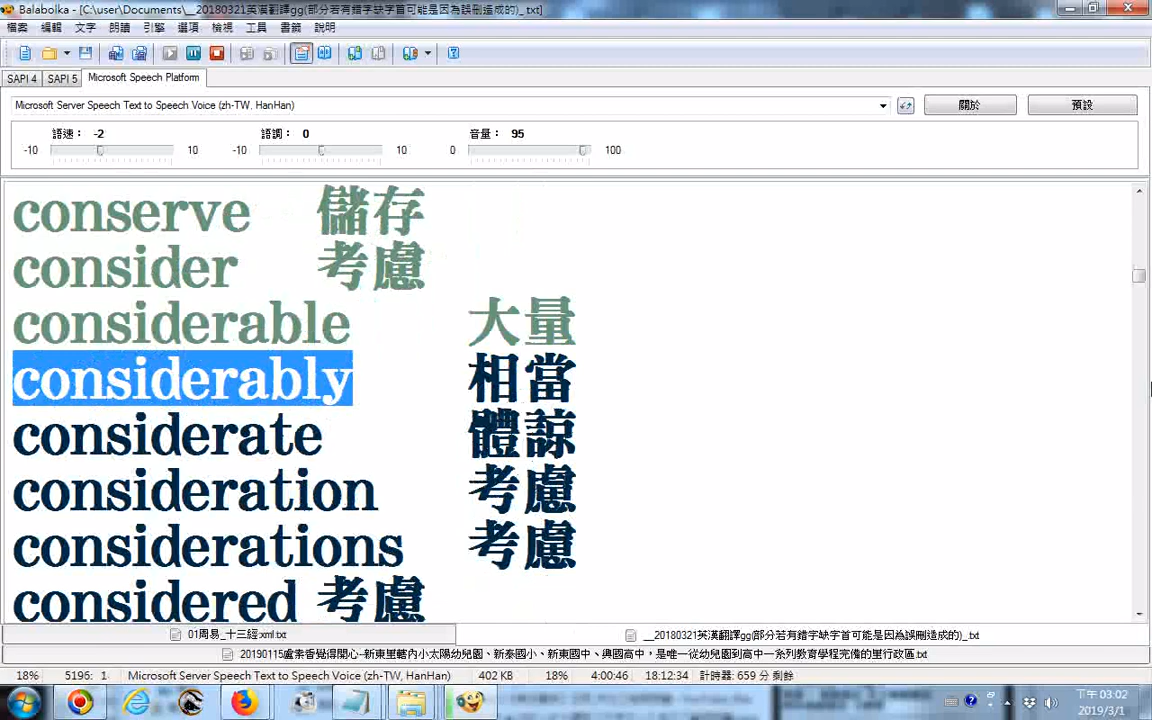 Balabolka - [C:\user\Documents\__20180321英漢翻譯gg(部分若有錯字缺字首可能是因為誤刪造成的)_.txt]
檔案 編輯 文字 朗讀 引擎 選項 檢視 工具 書籤 說明
SAPI 4 SAPI 5 Microsoft Speech Platform
Microsoft Server Speech Text to Speech Voice (zh-TW, HanHan) 關於 預設
語速： -2 語調： 0 音量： 95
-10 10 -10 10 0 100
conserve 儲存
consider 考慮
considerable 大量
considerably 相當
considerate 體諒
consideration 考慮
considerations 考慮
considered 考慮
01周易_十三經.xml.txt __20180321英漢翻譯gg(部分若有錯字缺字首可能是因為誤刪造成的)_.txt
20190115盧素香覺得開心-新東里轄內小太陽幼兒園、新泰國小、新東國中、興國高中，是唯一從幼兒園到高中一系列教育學程完備的里行政區.txt
18% 5196: 1 Microsoft Server Speech Text to Speech Voice (zh-TW, HanHan) 402 KB 18% 4:00:46 18:12:34 計時器: 659 分 剩餘
下午 03:02
2019/3/1